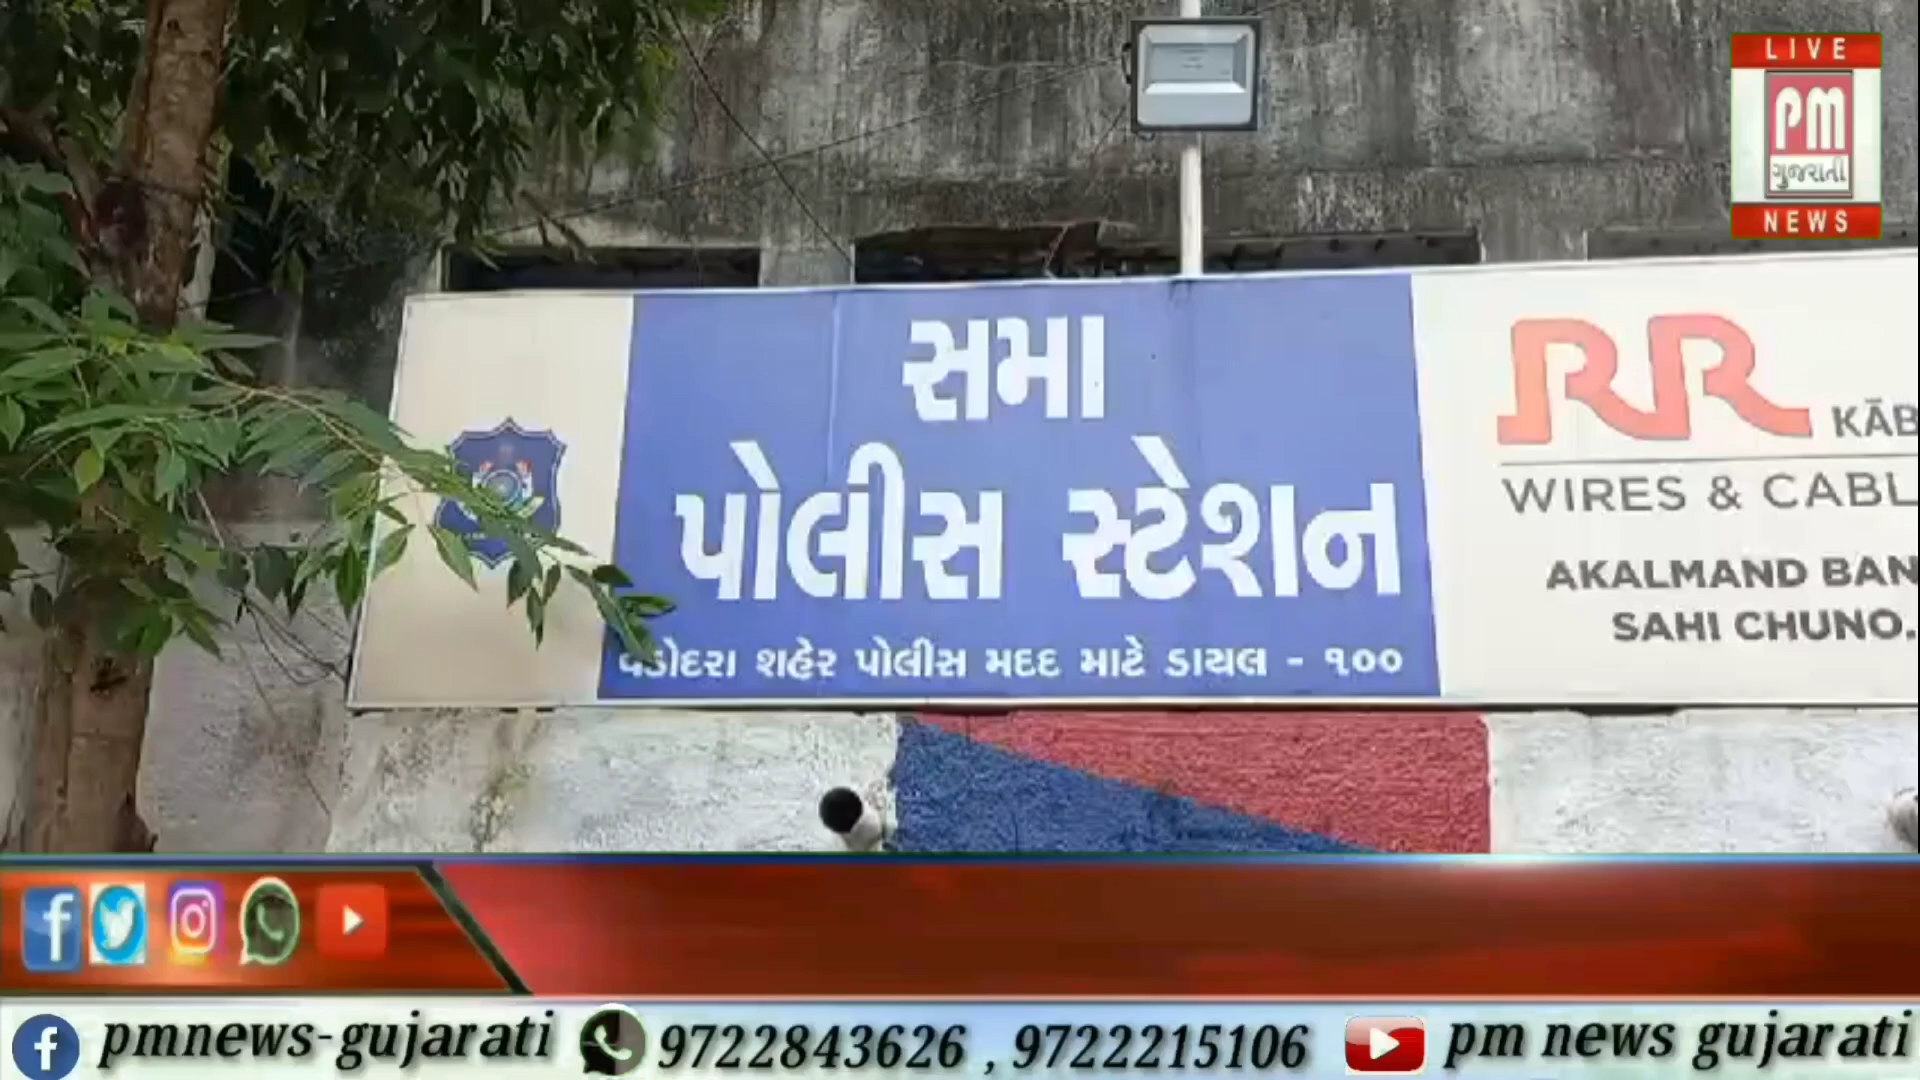 LIVE
PM
ગુજરાતી
NEWS
સમા
પોલીસ સ્ટેશન
વડોદરા શહેર પોલીસ મદદ માટે ડાયલ - ૧૦૦
RR KĀB
WIRES & CABL
AKALMAND BAN
SAHI CHUNO.
pmnews-gujarati 9722843626 , 9722215106 pm news gujarati